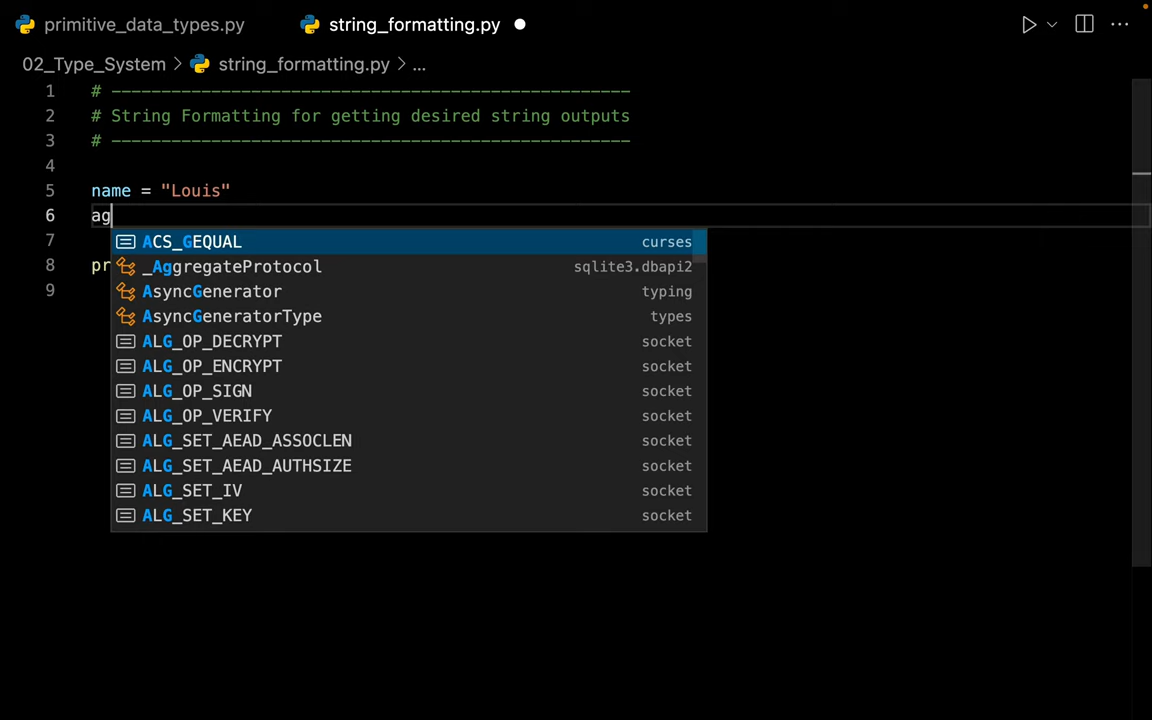 primitive_data_types.py string_formatting.py
02_Type_System > string_formatting.py > ...
1 # ----------------------------------------------------
2 # String Formatting for getting desired string outputs
3 # ----------------------------------------------------
4
5 name = "Louis"
6 ag
ACS_GEQUAL curses
7
8 pr
_AggregateProtocol sqlite3.dbapi2
9
AsyncGenerator typing
AsyncGeneratorType types
ALG_OP_DECRYPT socket
ALG_OP_ENCRYPT socket
ALG_OP_SIGN socket
ALG_OP_VERIFY socket
ALG_SET_AEAD_ASSOCLEN socket
ALG_SET_AEAD_AUTHSIZE socket
ALG_SET_IV socket
ALG_SET_KEY socket